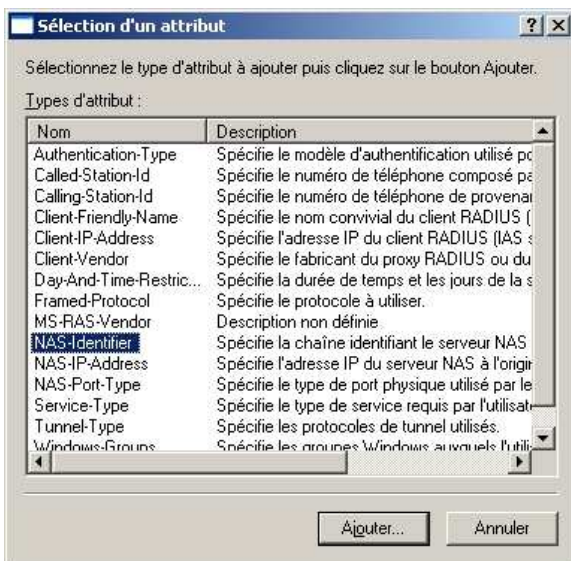 Sélection d'un attribut
Sélectionnez le type d'attribut à ajouter puis cliquez sur le bouton Ajouter.
Types d'attribut :
Nom Description
Authentication-Type Spécifie le modèle d'authentification utilisé
Called-Station-Id Spécifie le numéro de téléphone composé
Calling-Station-Id Spécifie le numéro de téléphone de
Client-Friendly-Name Spécifie le nom convivial du client RADIUS (
Client-IP-Address Spécifie l'adresse IP du client RADIUS (IAS
Client-Vendor Spécifie le fabricant du proxy RADIUS ou du
Day-And-Time-Restric... Spécifie la durée de temps et les jours de la
Framed-Protocol Spécifie le protocole à utiliser.
MS-RAS-Vendor Description non définie
NAS-Identifier Spécifie la chaîne identifiant le serveur NAS
NAS-IP-Address Spécifie l'adresse IP du serveur NAS à
NAS-Port-Type Spécifie le type de port physique utilisé par le
Service-Type Spécifie le type de service requis par
Tunnel-Type Spécifie les protocoles de tunnel utilisés.
Windows-Groups Spécifie les groupes Windows auxquels
Ajouter... Annuler